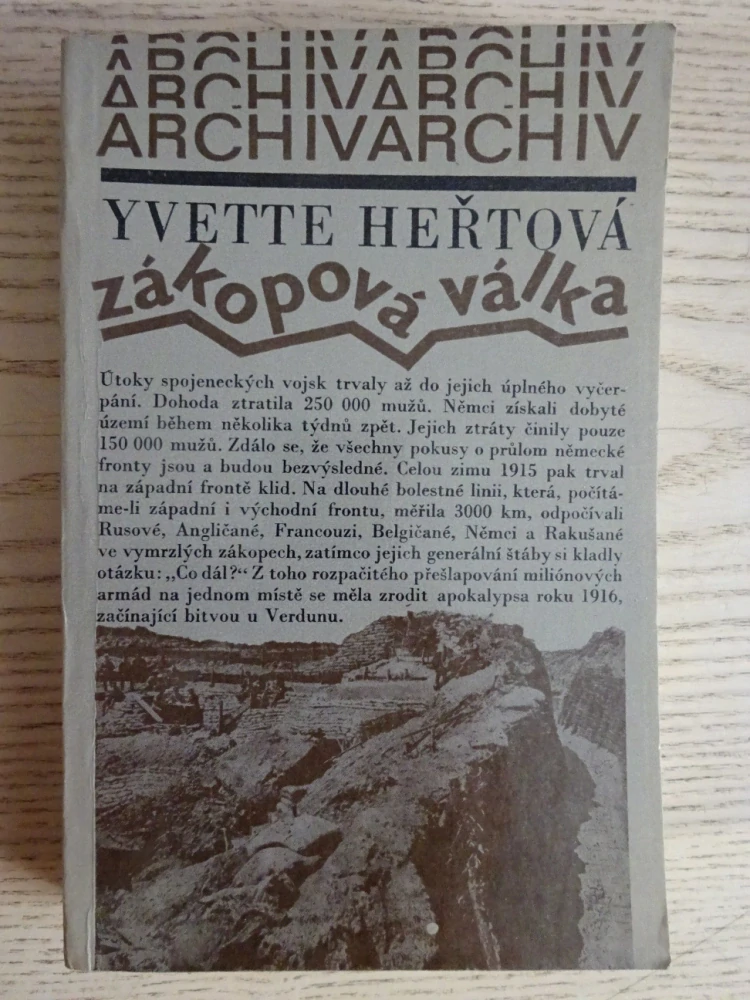 ARCHIVARCHIV
ARCHIVARCHIV
ARCHIVARCHIV
ARCHIVARCHIV
YVETTE HEŘTOVÁ
zákopová válka
Útoky spojeneckých vojsk trvaly až do jejich úplného vyčer-
pání. Dohoda ztratila 250 000 mužů. Němci získali dobyté
území během několika týdnů zpět. Jejich ztráty činily pouze
150 000 mužů. Zdálo se, že všechny pokusy o průlom německé
fronty jsou a budou bezvýsledné. Celou zimu 1915 pak trval
na západní frontě klid. Na dlouhé bolestné linii, která, počítá-
me-li západní i východní frontu, měřila 3000 km, odpočívali
Rusové, Angličané, Francouzi, Belgičané, Němci a Rakušané
ve vymrzlých zákopech, zatímco jejich generální štáby si kladly
otázku: „Co dál?“ Z toho rozpačitého přešlapování miliónových
armád na jednom místě se měla zrodit apokalypsa roku 1916,
začínající bitvou u Verdunu.